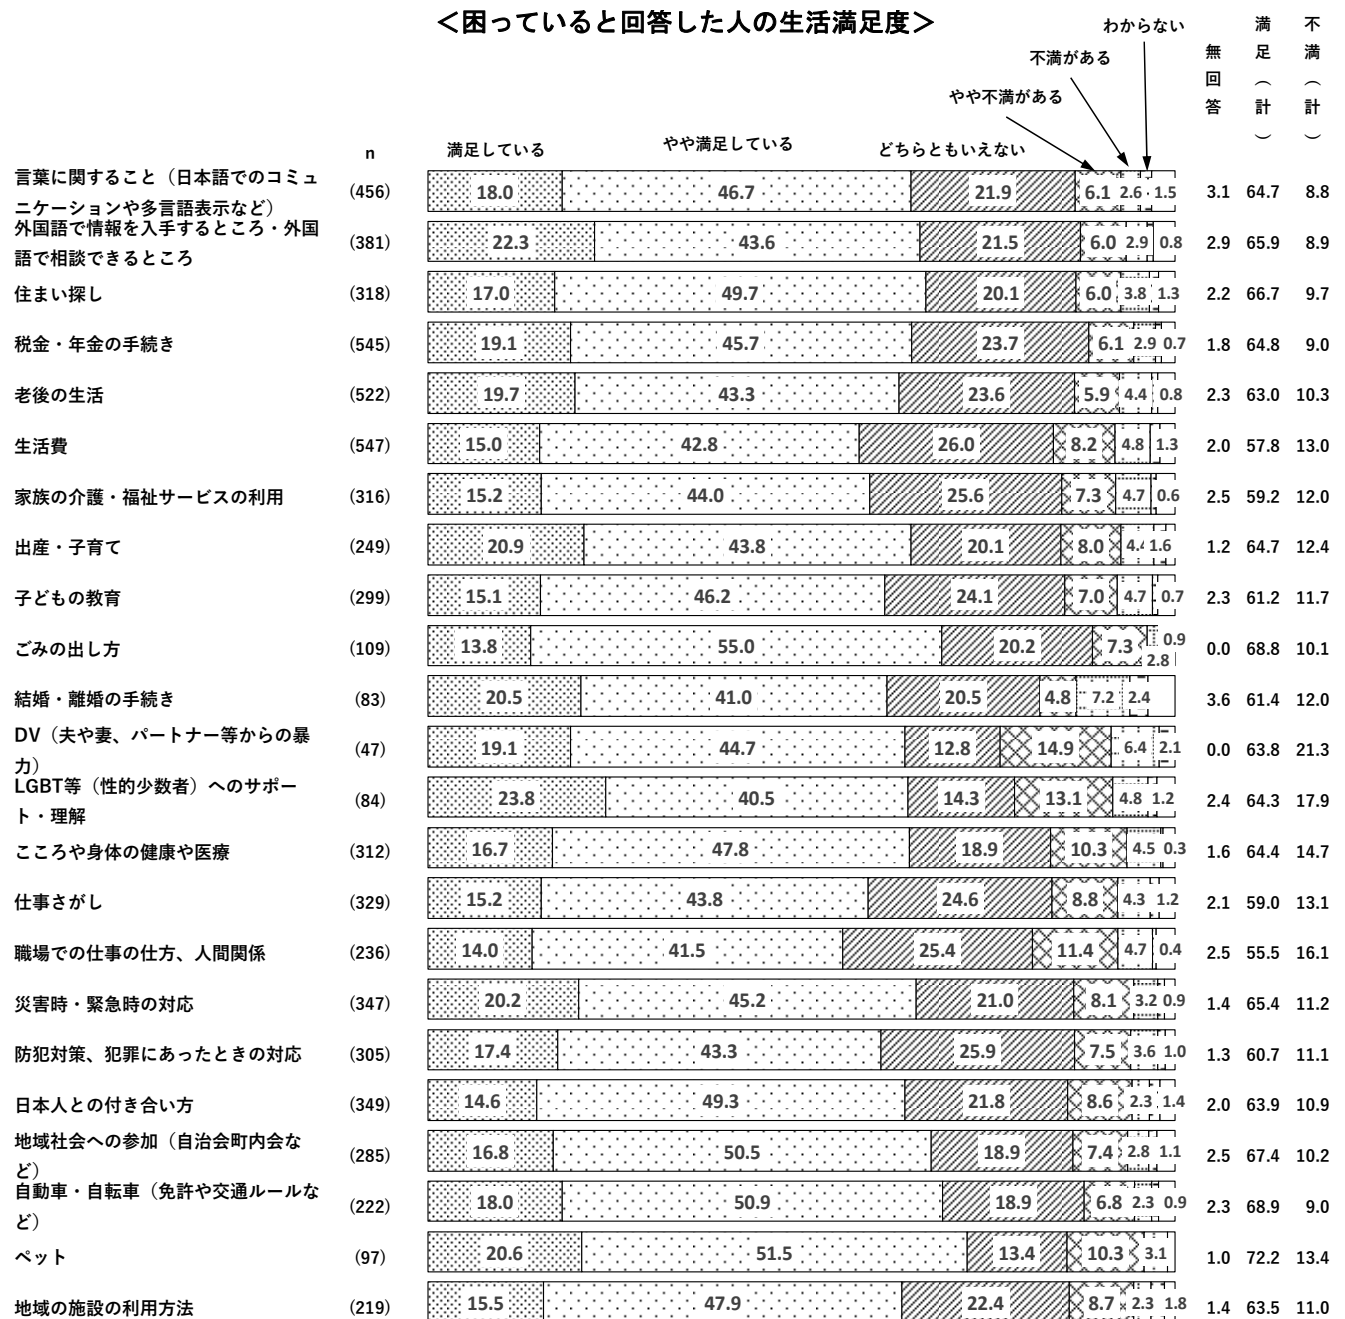 ＜困っていると回答した人の生活満足度＞
わからない
不満がある
やや不満がある
無回答
満足（計）
不満（計）
n
満足している
やや満足している
どちらともいえない
言葉に関すること（日本語でのコミュ
ニケーションや多言語表示など）
(456) 18.0 46.7 21.9 6.1 2.6 1.5 3.1 64.7 8.8
外国語で情報を入手するところ・外国
語で相談できるところ
(381) 22.3 43.6 21.5 6.0 2.9 0.8 2.9 65.9 8.9
住まい探し (318) 17.0 49.7 20.1 6.0 3.8 1.3 2.2 66.7 9.7
税金・年金の手続き (545) 19.1 45.7 23.7 6.1 2.9 0.7 1.8 64.8 9.0
老後の生活 (522) 19.7 43.3 23.6 5.9 4.4 0.8 2.3 63.0 10.3
生活費 (547) 15.0 42.8 26.0 8.2 4.8 1.3 2.0 57.8 13.0
家族の介護・福祉サービスの利用 (316) 15.2 44.0 25.6 7.3 4.7 0.6 2.5 59.2 12.0
出産・子育て (249) 20.9 43.8 20.1 8.0 4.4 1.6 1.2 64.7 12.4
子どもの教育 (299) 15.1 46.2 24.1 7.0 4.7 0.7 2.3 61.2 11.7
ごみの出し方 (109) 13.8 55.0 20.2 7.3 2.8 0.9 0.0 68.8 10.1
結婚・離婚の手続き (83) 20.5 41.0 20.5 4.8 7.2 2.4 3.6 61.4 12.0
DV（夫や妻、パートナー等からの暴
力）
(47) 19.1 44.7 12.8 14.9 6.4 2.1 0.0 63.8 21.3
LGBT等（性的少数者）へのサポー
ト・理解
(84) 23.8 40.5 14.3 13.1 4.8 1.2 2.4 64.3 17.9
こころや身体の健康や医療 (312) 16.7 47.8 18.9 10.3 4.5 0.3 1.6 64.4 14.7
仕事さがし (329) 15.2 43.8 24.6 8.8 4.3 1.2 2.1 59.0 13.1
職場での仕事の仕方、人間関係 (236) 14.0 41.5 25.4 11.4 4.7 0.4 2.5 55.5 16.1
災害時・緊急時の対応 (347) 20.2 45.2 21.0 8.1 3.2 0.9 1.4 65.4 11.2
防犯対策、犯罪にあったときの対応 (305) 17.4 43.3 25.9 7.5 3.6 1.0 1.3 60.7 11.1
日本人との付き合い方 (349) 14.6 49.3 21.8 8.6 2.3 1.4 2.0 63.9 10.9
地域社会への参加（自治会町内会な
ど）
(285) 16.8 50.5 18.9 7.4 2.8 1.1 2.5 67.4 10.2
自動車・自転車（免許や交通ルールな
ど）
(222) 18.0 50.9 18.9 6.8 2.3 0.9 2.3 68.9 9.0
ペット (97) 20.6 51.5 13.4 10.3 3.1 1.0 72.2 13.4
地域の施設の利用方法 (219) 15.5 47.9 22.4 8.7 2.3 1.8 1.4 63.5 11.0